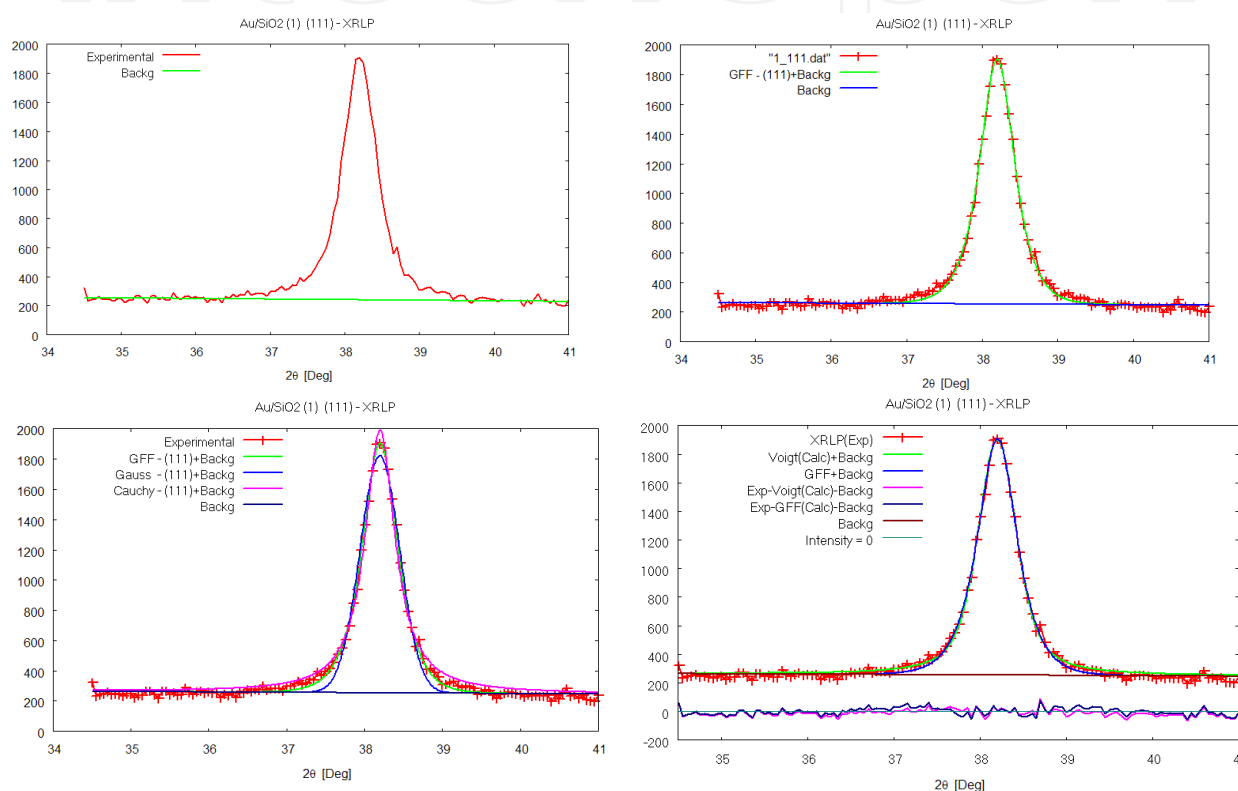 Au/SiO2 (1) (111) - XRLP
Experimental
Backg
2000
1800
1600
1400
1200
1000
800
600
400
200
0
34 35 36 37 38 39 40 41
2θ [Deg]
Au/SiO2 (1) (111) - XRLP
"1_111.dat"
GFF - (111)+Backg
Backg
2000
1800
1600
1400
1200
1000
800
600
400
200
0
34 35 36 37 38 39 40 41
2θ [Deg]
Au/SiO2 (1) (111) - XRLP
Experimental
GFF - (111)+Backg
Gauss - (111)+Backg
Cauchy - (111)+Backg
Backg
2000
1800
1600
1400
1200
1000
800
600
400
200
0
34 35 36 37 38 39 40 41
2θ [Deg]
Au/SiO2 (1) (111) - XRLP
XRLP(Exp)
Voigt(Calc)+Backg
GFF+Backg
Exp-Voigt(Calc)-Backg
Exp-GFF(Calc)-Backg
Backg
Intensity = 0
2000
1800
1600
1400
1200
1000
800
600
400
200
0
-200
35 36 37 38 39 40 41
2θ [Deg]